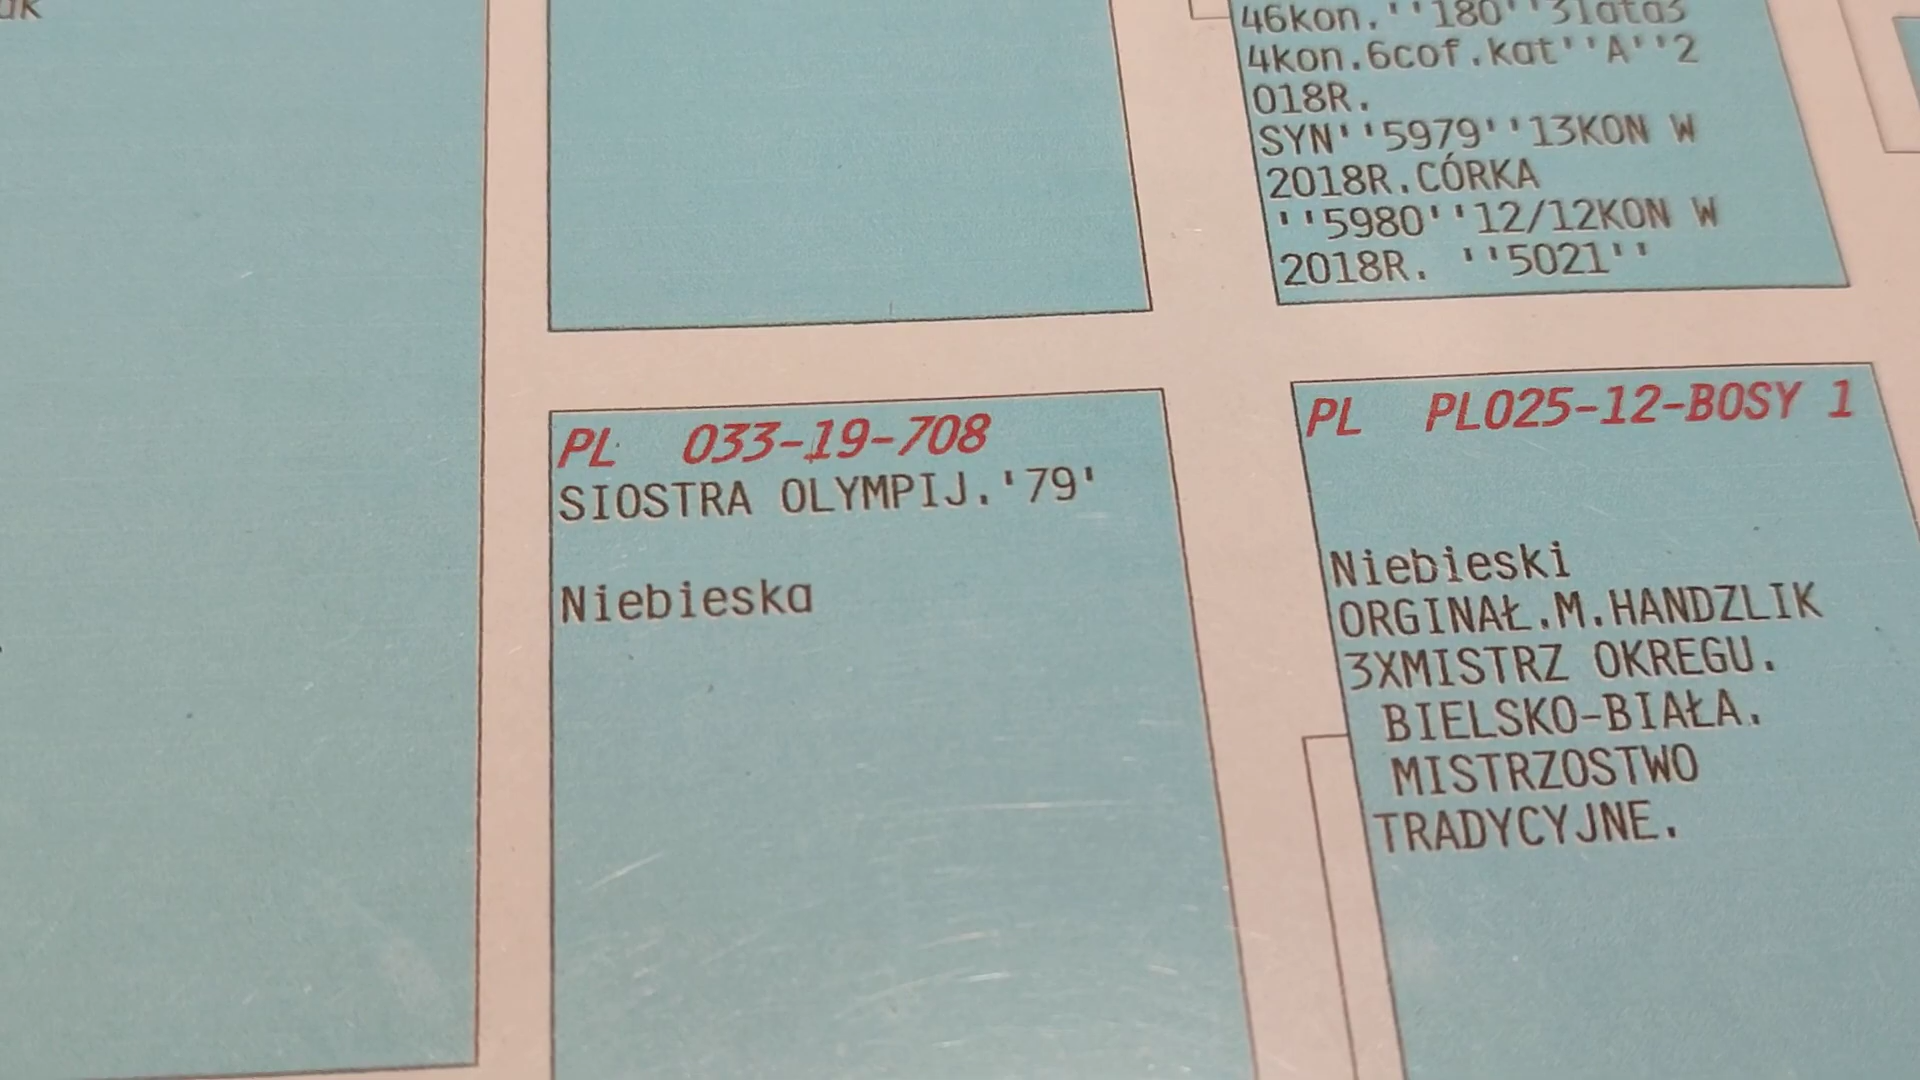 46kon.''180''3lata3
4kon.6cof.kat''A''2
018R.
SYN''5979''13KON W
2018R.CÓRKA
''5980''12/12KON W
2018R. ''5021''
PL 033-19-708
SIOSTRA OLYMPIJ.'79'
Niebieska
PL PL025-12-BOSY 1
Niebieski
ORGINAŁ.M.HANDZLIK
3XMISTRZ OKREGU.
BIELSKO-BIAŁA.
MISTRZOSTWO
TRADYCYJNE.